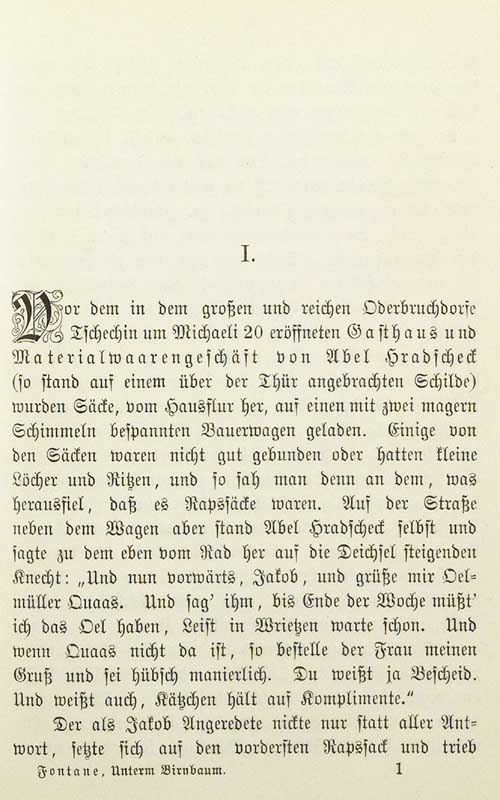 I.
Vor dem in dem großen und reichen Oderbruchdorfe
Tschechin um Michaeli 20 eröffneten Gasthaus und
Materialwaarengeschäft von Abel Hradscheck
(so stand auf einem über der Thür angebrachten Schilde)
wurden Säcke, vom Hausflur her, auf einen mit zwei magern
Schimmeln bespannten Bauerwagen geladen. Einige von
den Säcken waren nicht gut gebunden oder hatten kleine
Löcher und Ritzen, und so sah man denn an dem, was
herausfiel, daß es Rapssäcke waren. Auf der Straße
neben dem Wagen aber stand Abel Hradscheck selbst und
sagte zu dem eben vom Rad her auf die Deichsel steigenden
Knecht: „Und nun vorwärts, Jakob, und grüße mir Oel-
müller Quaas. Und sag' ihm, bis Ende der Woche müßt'
ich das Oel haben, Leist in Wrietzen warte schon. Und
wenn Quaas nicht da ist, so bestelle der Frau meinen
Gruß und sei hübsch manierlich. Du weißt ja Bescheid.
Und weißt auch, Kätzchen hält auf Komplimente.“
Der als Jakob Angeredete nickte nur statt aller Ant-
wort, setzte sich auf den vordersten Rapssack und trieb
Fontane, Unterm Birnbaum. 1